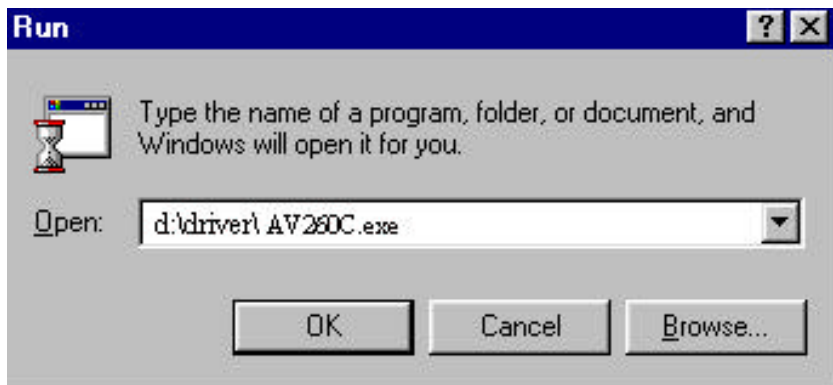 Run
Type the name of a program, folder, or document, and
Windows will open it for you.
Open: d:\driver\ AV260C.exe
OK Cancel Browse...